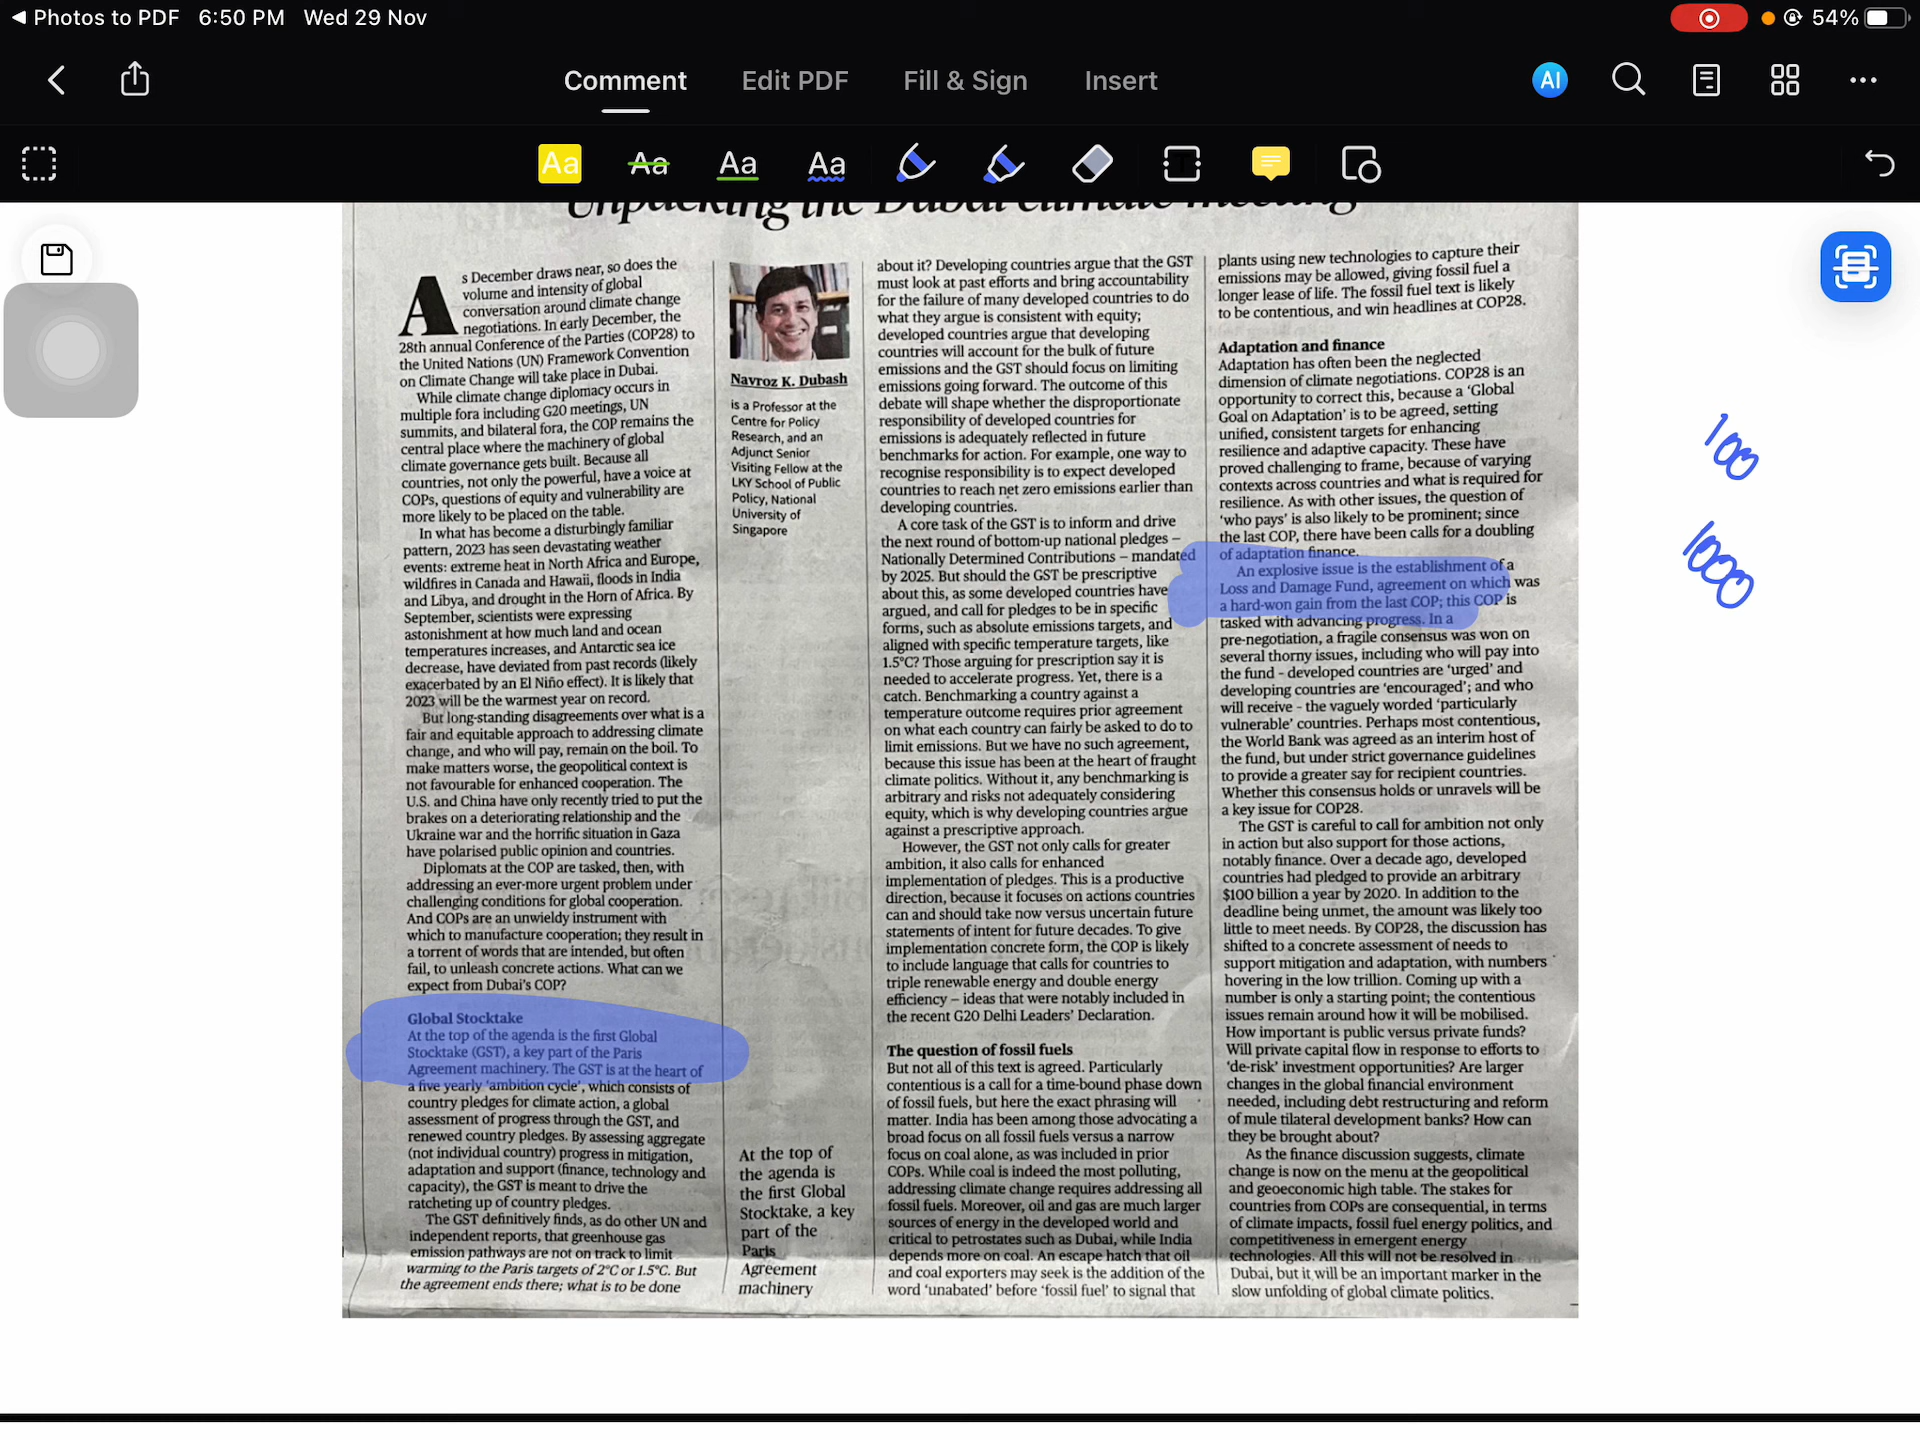 Photos to PDF 6:50 PM Wed 29 Nov
54%
Comment Edit PDF Fill & Sign Insert
AI
Aa Aa Aa Aa T
Unpacking the Dubai climate meeting
As December draws near, so does the
volume and intensity of global
conversation around climate change
negotiations. In early December, the
28th annual Conference of the Parties (COP28) to
the United Nations (UN) Framework Convention
on Climate Change will take place in Dubai.
While climate change diplomacy occurs in
multiple fora including G20 meetings, UN
summits, and bilateral fora, the COP remains the
central place where the machinery of global
climate governance gets built. Because all
countries, not only the powerful, have a voice at
COPs, questions of equity and vulnerability are
more likely to be placed on the table.
In what has become a disturbingly familiar
pattern, 2023 has seen devastating weather
events: extreme heat in North Africa and Europe,
wildfires in Canada and Hawaii, floods in India
and Libya, and drought in the Horn of Africa. By
September, scientists were expressing
astonishment at how much land and ocean
temperatures increases, and Antarctic sea ice
decrease, have deviated from past records (likely
exacerbated by an El Niño effect). It is likely that
2023 will be the warmest year on record.
But long-standing disagreements over what is a
fair and equitable approach to addressing climate
change, and who will pay, remain on the boil. To
make matters worse, the geopolitical context is
not favourable for enhanced cooperation. The
U.S. and China have only recently tried to put the
brakes on a deteriorating relationship and the
Ukraine war and the horrific situation in Gaza
have polarised public opinion and countries.
Diplomats at the COP are tasked, then, with
addressing an ever-more urgent problem under
challenging conditions for global cooperation.
And COPs are an unwieldy instrument with
which to manufacture cooperation; they result in
a torrent of words that are intended, but often
fail, to unleash concrete actions. What can we
expect from Dubai's COP?
Global Stocktake
At the top of the agenda is the first Global
Stocktake (GST), a key part of the Paris
Agreement machinery. The GST is at the heart of
a five yearly 'ambition cycle', which consists of
country pledges for climate action, a global
assessment of progress through the GST, and
renewed country pledges. By assessing aggregate
(not individual country) progress in mitigation,
adaptation and support (finance, technology and
capacity), the GST is meant to drive the
ratcheting up of country pledges.
The GST definitively finds, as do other UN and
independent reports, that greenhouse gas
emission pathways are not on track to limit
warming to the Paris targets of 2°C or 1.5°C. But
the agreement ends there; what is to be done
Navroz K. Dubash
is a Professor at the
Centre for Policy
Research, and an
Adjunct Senior
Visiting Fellow at the
LKY School of Public
Policy, National
University of
Singapore
At the top of
the agenda is
the first Global
Stocktake, a key
part of the
Paris
Agreement
machinery
about it? Developing countries argue that the GST
must look at past efforts and bring accountability
for the failure of many developed countries to do
what they argue is consistent with equity;
developed countries argue that developing
countries will account for the bulk of future
emissions and the GST should focus on limiting
emissions going forward. The outcome of this
debate will shape whether the disproportionate
responsibility of developed countries for
emissions is adequately reflected in future
benchmarks for action. For example, one way to
recognise responsibility is to expect developed
countries to reach net zero emissions earlier than
developing countries.
A core task of the GST is to inform and drive
the next round of bottom-up national pledges –
Nationally Determined Contributions – mandated
by 2025. But should the GST be prescriptive
about this, as some developed countries have
argued, and call for pledges to be in specific
forms, such as absolute emissions targets, and
aligned with specific temperature targets, like
1.5°C? Those arguing for prescription say it is
needed to accelerate progress. Yet, there is a
catch. Benchmarking a country against a
temperature outcome requires prior agreement
on what each country can fairly be asked to do to
limit emissions. But we have no such agreement,
because this issue has been at the heart of fraught
climate politics. Without it, any benchmarking is
arbitrary and risks not adequately considering
equity, which is why developing countries argue
against a prescriptive approach.
However, the GST not only calls for greater
ambition, it also calls for enhanced
implementation of pledges. This is a productive
direction, because it focuses on actions countries
can and should take now versus uncertain future
statements of intent for future decades. To give
implementation concrete form, the COP is likely
to include language that calls for countries to
triple renewable energy and double energy
efficiency – ideas that were notably included in
the recent G20 Delhi Leaders' Declaration.
The question of fossil fuels
But not all of this text is agreed. Particularly
contentious is a call for a time-bound phase down
of fossil fuels, but here the exact phrasing will
matter. India has been among those advocating a
broad focus on all fossil fuels versus a narrow
focus on coal alone, as was included in prior
COPs. While coal is indeed the most polluting,
addressing climate change requires addressing all
fossil fuels. Moreover, oil and gas are much larger
sources of energy in the developed world and
critical to petrostates such as Dubai, while India
depends more on coal. An escape hatch that oil
and coal exporters may seek is the addition of the
word 'unabated' before 'fossil fuel' to signal that
plants using new technologies to capture their
emissions may be allowed, giving fossil fuel a
longer lease of life. The fossil fuel text is likely
to be contentious, and win headlines at COP28.
Adaptation and finance
Adaptation has often been the neglected
dimension of climate negotiations. COP28 is an
opportunity to correct this, because a 'Global
Goal on Adaptation' is to be agreed, setting
unified, consistent targets for enhancing
resilience and adaptive capacity. These have
proved challenging to frame, because of varying
contexts across countries and what is required for
resilience. As with other issues, the question of
'who pays' is also likely to be prominent; since
the last COP, there have been calls for a doubling
of adaptation finance.
An explosive issue is the establishment of a
Loss and Damage Fund, agreement on which was
a hard-won gain from the last COP; this COP is
tasked with advancing progress. In a
pre-negotiation, a fragile consensus was won on
several thorny issues, including who will pay into
the fund - developed countries are 'urged' and
developing countries are 'encouraged'; and who
will receive - the vaguely worded 'particularly
vulnerable' countries. Perhaps most contentious,
the World Bank was agreed as an interim host of
the fund, but under strict governance guidelines
to provide a greater say for recipient countries.
Whether this consensus holds or unravels will be
a key issue for COP28.
The GST is careful to call for ambition not only
in action but also support for those actions,
notably finance. Over a decade ago, developed
countries had pledged to provide an arbitrary
$100 billion a year by 2020. In addition to the
deadline being unmet, the amount was likely too
little to meet needs. By COP28, the discussion has
shifted to a concrete assessment of needs to
support mitigation and adaptation, with numbers
hovering in the low trillion. Coming up with a
number is only a starting point; the contentious
issues remain around how it will be mobilised.
How important is public versus private funds?
Will private capital flow in response to efforts to
'de-risk' investment opportunities? Are larger
changes in the global financial environment
needed, including debt restructuring and reform
of mule tilateral development banks? How can
they be brought about?
As the finance discussion suggests, climate
change is now on the menu at the geopolitical
and geoeconomic high table. The stakes for
countries from COPs are consequential, in terms
of climate impacts, fossil fuel energy politics, and
competitiveness in emergent energy
technologies. All this will not be resolved in
Dubai, but it will be an important marker in the
slow unfolding of global climate politics.
100
1000